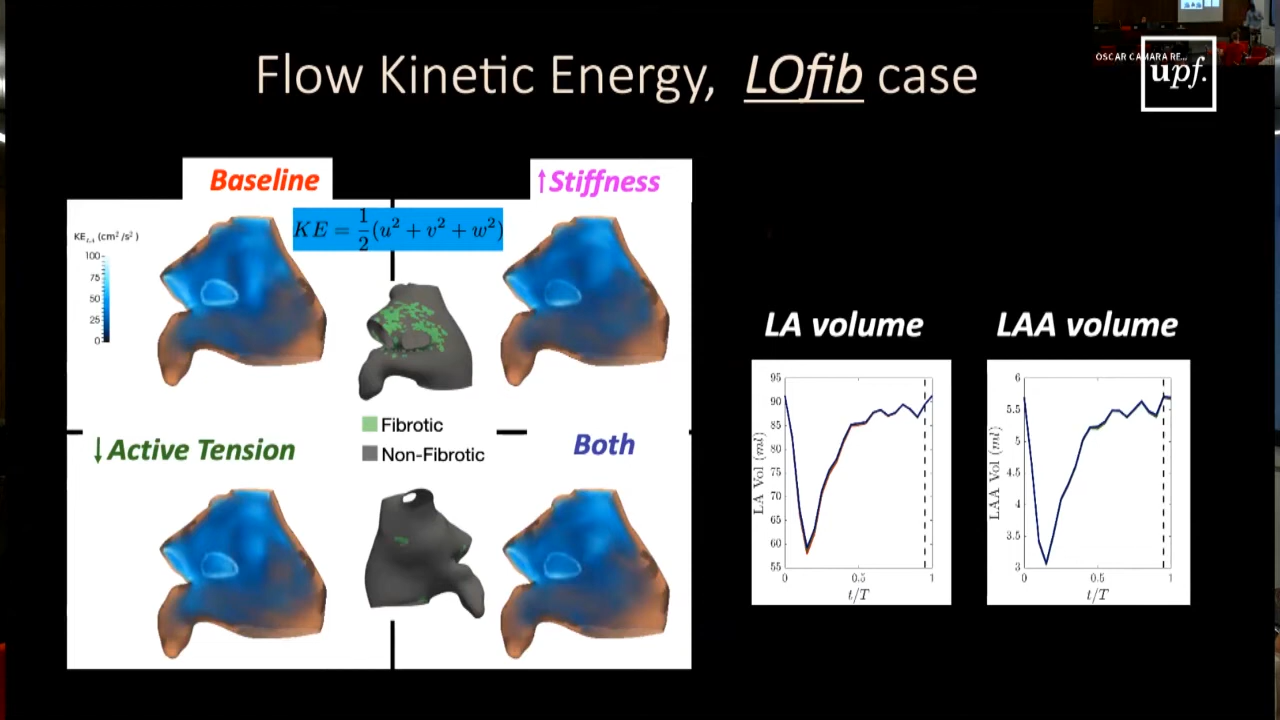 Flow Kinetic Energy, LOfib case
OSCAR CAMARA RE...
upf.
Baseline
↑Stiffness
KE = 1/2(u² + v² + w²)
KE_LA (cm²/s²)
100
75
50
25
0
Fibrotic
Non-Fibrotic
↓Active Tension
Both
LA volume
LAA volume
95
90
85
80
75
70
65
60
55
LA Vol (ml)
0
0.5
1
t/T
6
5.5
5
4.5
4
3.5
3
LAA Vol (ml)
0
0.5
1
t/T